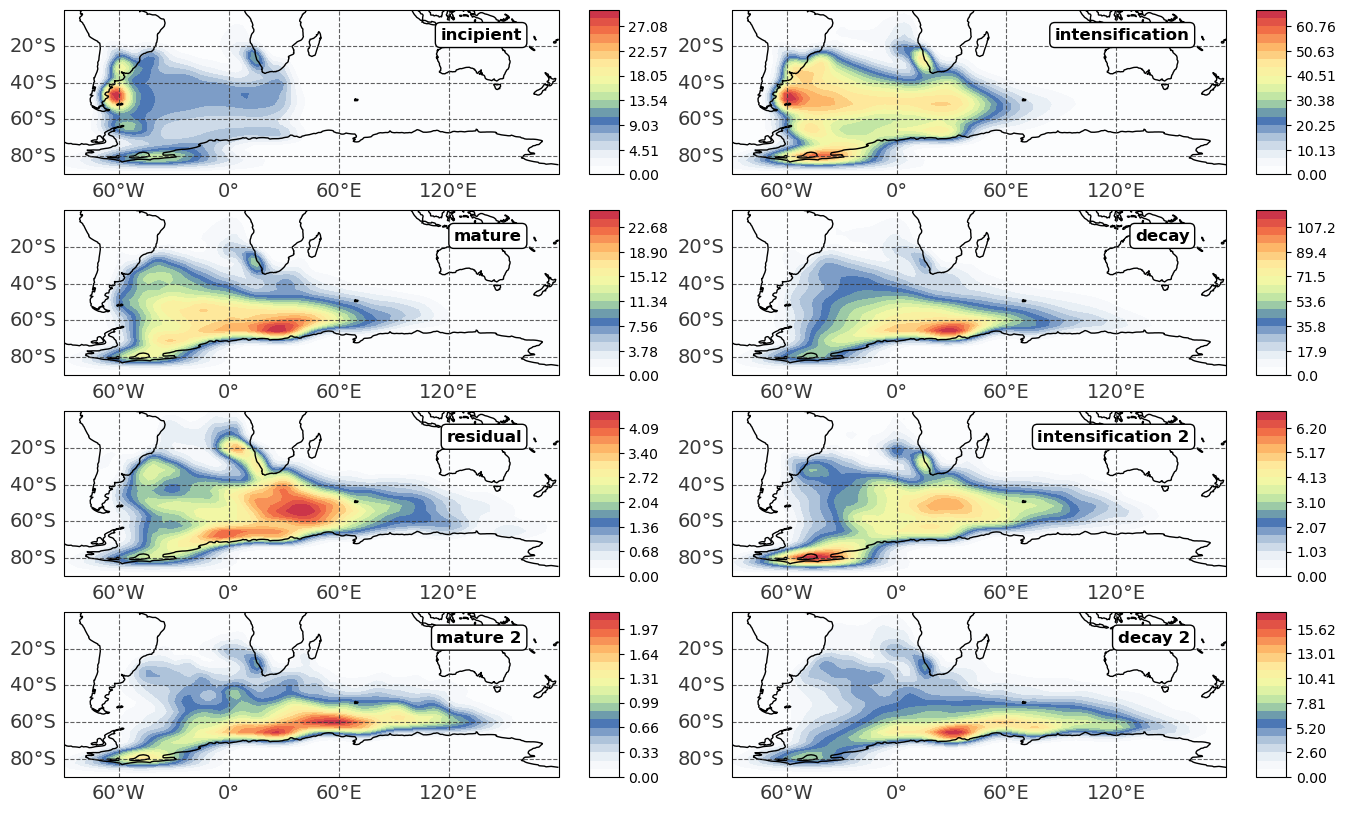 incipient
20°S
40°S
60°S
80°S
60°W
0°
60°E
120°E
27.08
22.57
18.05
13.54
9.03
4.51
0.00
intensification
20°S
40°S
60°S
80°S
60°W
0°
60°E
120°E
60.76
50.63
40.51
30.38
20.25
10.13
0.00
mature
20°S
40°S
60°S
80°S
60°W
0°
60°E
120°E
22.68
18.90
15.12
11.34
7.56
3.78
0.00
decay
20°S
40°S
60°S
80°S
60°W
0°
60°E
120°E
107.2
89.4
71.5
53.6
35.8
17.9
0.0
residual
20°S
40°S
60°S
80°S
60°W
0°
60°E
120°E
4.09
3.40
2.72
2.04
1.36
0.68
0.00
intensification 2
20°S
40°S
60°S
80°S
60°W
0°
60°E
120°E
6.20
5.17
4.13
3.10
2.07
1.03
0.00
mature 2
20°S
40°S
60°S
80°S
60°W
0°
60°E
120°E
1.97
1.64
1.31
0.99
0.66
0.33
0.00
decay 2
20°S
40°S
60°S
80°S
60°W
0°
60°E
120°E
15.62
13.01
10.41
7.81
5.20
2.60
0.00